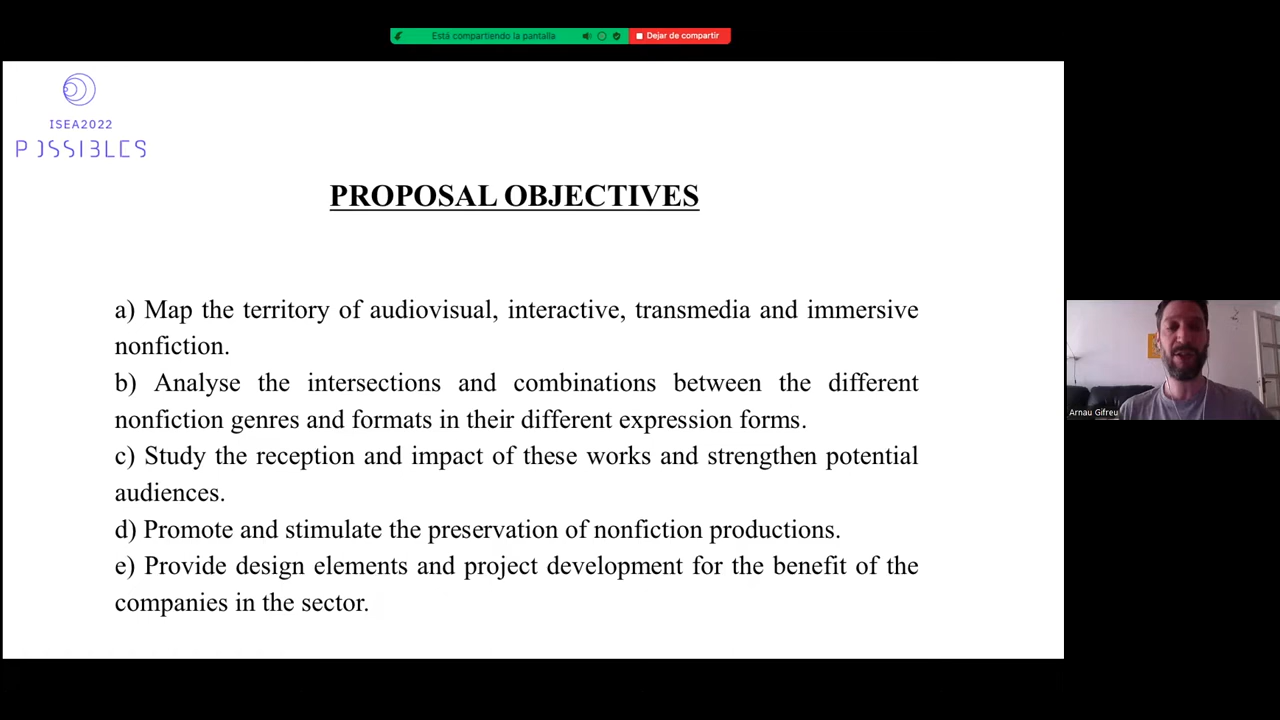 Está compartiendo la pantalla
Dejar de compartir
ISEA2022
POSSIBLES
PROPOSAL OBJECTIVES
a) Map the territory of audiovisual, interactive, transmedia and immersive
nonfiction.
b) Analyse the intersections and combinations between the different
nonfiction genres and formats in their different expression forms.
c) Study the reception and impact of these works and strengthen potential
audiences.
d) Promote and stimulate the preservation of nonfiction productions.
e) Provide design elements and project development for the benefit of the
companies in the sector.
Arnau Gifreu